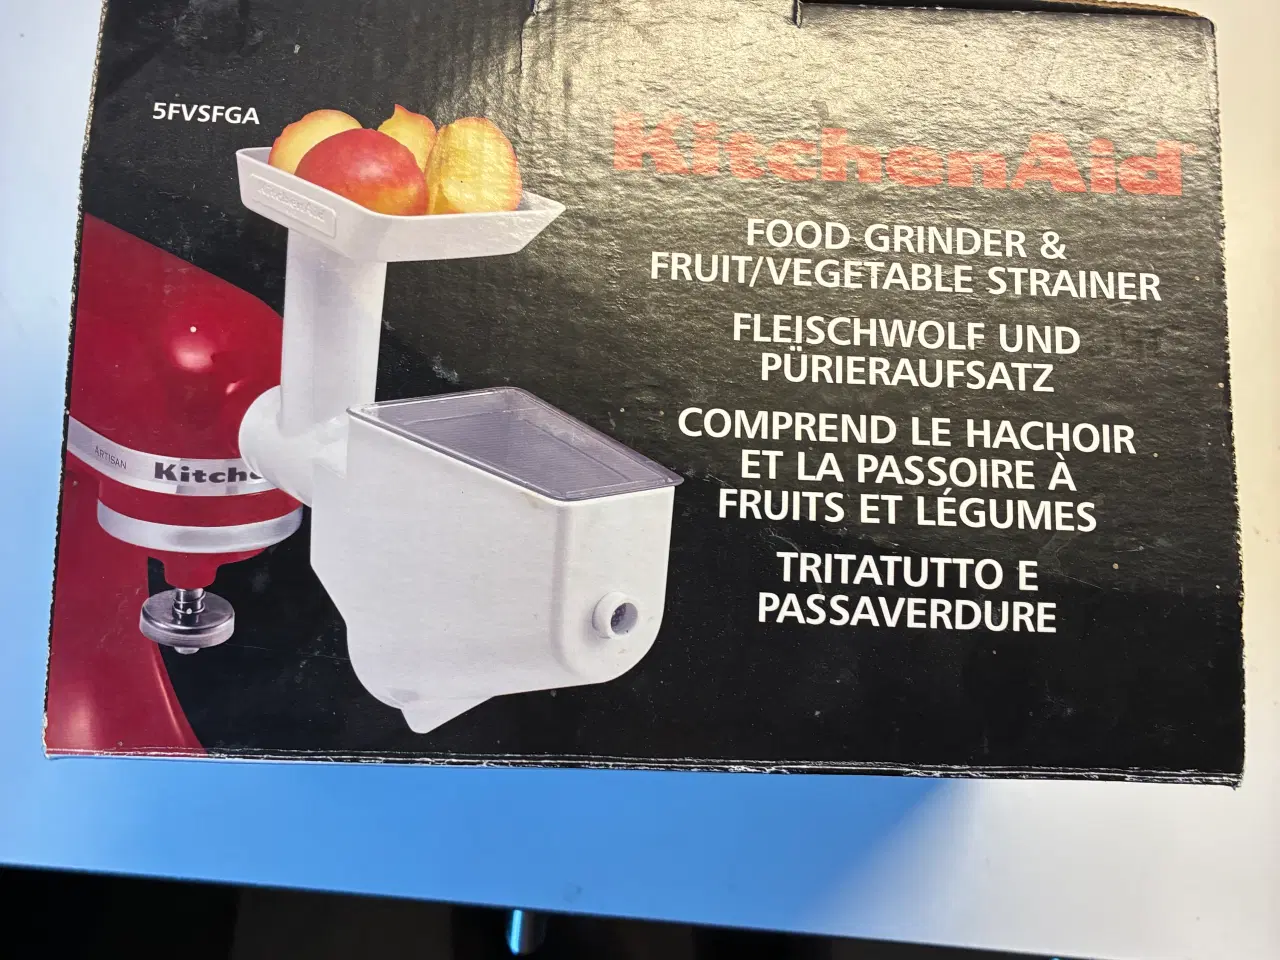 5FVSFGA
KitchenAid
FOOD GRINDER &
FRUIT/VEGETABLE STRAINER
FLEISCHWOLF UND
PÜRIERAUFSATZ
COMPREND LE HACHOIR
ET LA PASSOIRE À
FRUITS ET LÉGUMES
TRITATUTTO E
PASSAVERDURE
ARTISAN
Kitche